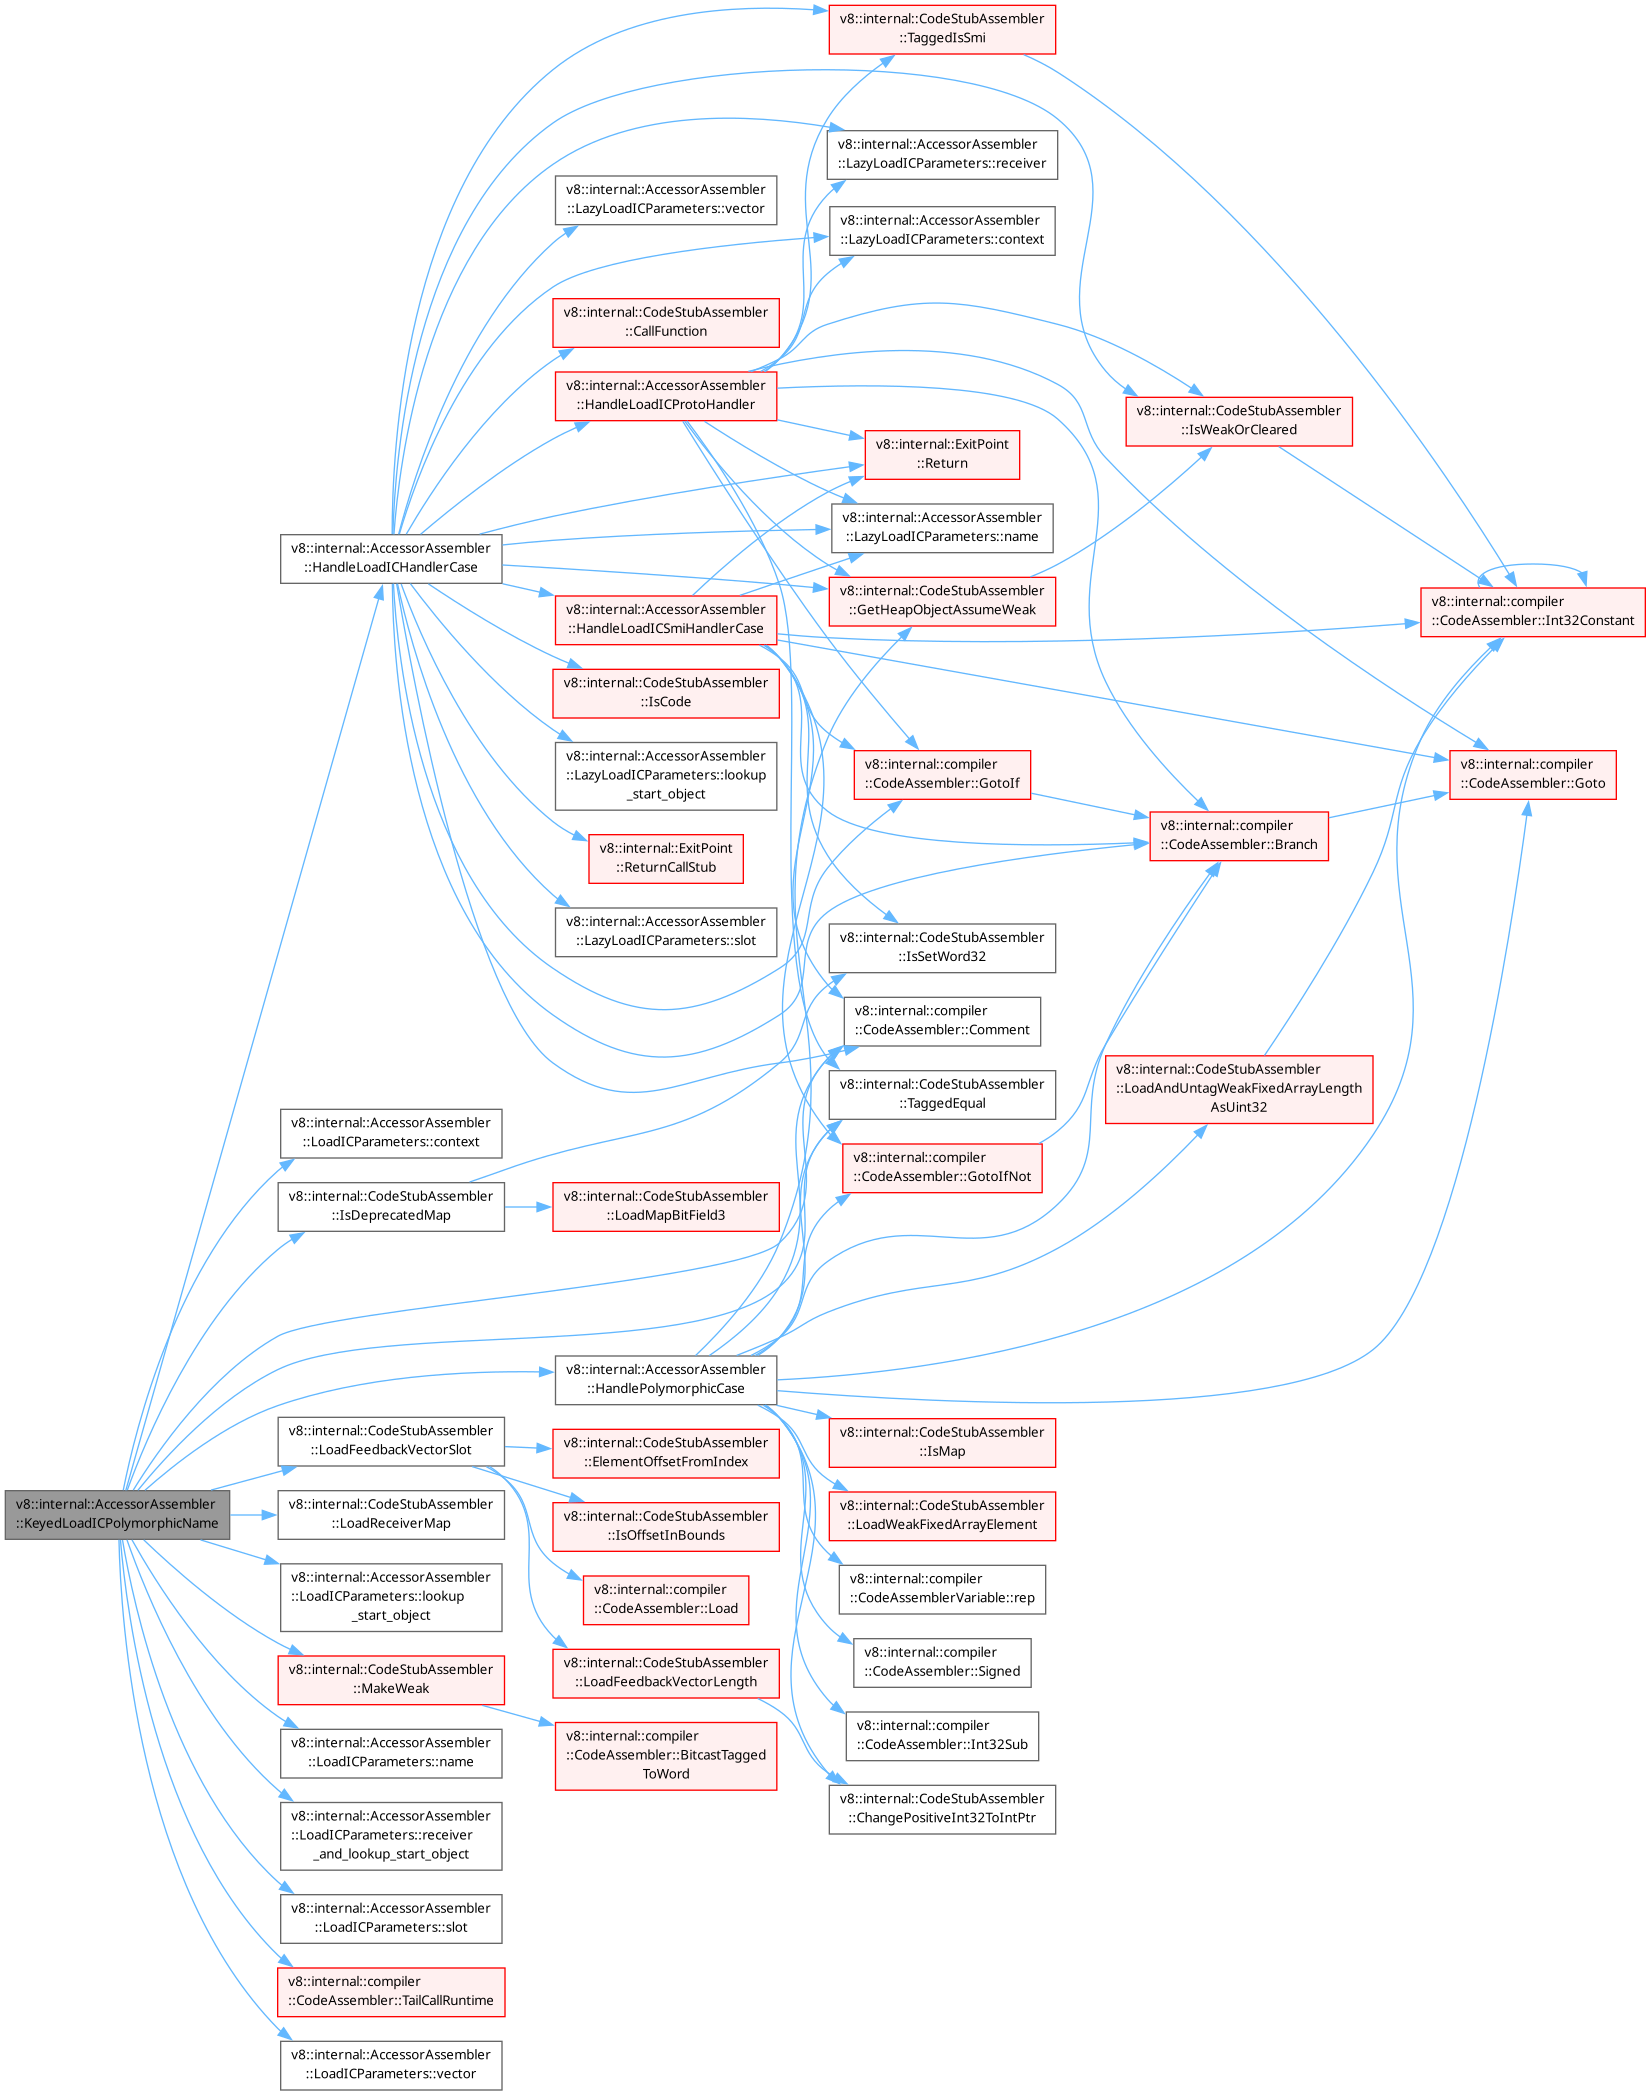 v8::internal::CodeStubAssembler
::TaggedIsSmi
v8::internal::AccessorAssembler
::LazyLoadICParameters::receiver
v8::internal::AccessorAssembler
::LazyLoadICParameters::vector
v8::internal::AccessorAssembler
::LazyLoadICParameters::context
v8::internal::CodeStubAssembler
::CallFunction
v8::internal::AccessorAssembler
::HandleLoadICProtoHandler
v8::internal::CodeStubAssembler
::IsWeakOrCleared
v8::internal::ExitPoint
::Return
v8::internal::AccessorAssembler
::LazyLoadICParameters::name
v8::internal::AccessorAssembler
::HandleLoadICHandlerCase
v8::internal::CodeStubAssembler
::GetHeapObjectAssumeWeak
v8::internal::compiler
::CodeAssembler::Int32Constant
v8::internal::AccessorAssembler
::HandleLoadICSmiHandlerCase
v8::internal::CodeStubAssembler
::IsCode
v8::internal::AccessorAssembler
::LazyLoadICParameters::lookup
_start_object
v8::internal::compiler
::CodeAssembler::GotoIf
v8::internal::compiler
::CodeAssembler::Goto
v8::internal::compiler
::CodeAssembler::Branch
v8::internal::ExitPoint
::ReturnCallStub
v8::internal::AccessorAssembler
::LazyLoadICParameters::slot
v8::internal::CodeStubAssembler
::IsSetWord32
v8::internal::compiler
::CodeAssembler::Comment
v8::internal::CodeStubAssembler
::LoadAndUntagWeakFixedArrayLength
AsUint32
v8::internal::CodeStubAssembler
::TaggedEqual
v8::internal::AccessorAssembler
::LoadICParameters::context
v8::internal::compiler
::CodeAssembler::GotoIfNot
v8::internal::CodeStubAssembler
::IsDeprecatedMap
v8::internal::CodeStubAssembler
::LoadMapBitField3
v8::internal::AccessorAssembler
::HandlePolymorphicCase
v8::internal::CodeStubAssembler
::LoadFeedbackVectorSlot
v8::internal::CodeStubAssembler
::ElementOffsetFromIndex
v8::internal::CodeStubAssembler
::IsMap
v8::internal::AccessorAssembler
::KeyedLoadICPolymorphicName
v8::internal::CodeStubAssembler
::LoadReceiverMap
v8::internal::CodeStubAssembler
::IsOffsetInBounds
v8::internal::CodeStubAssembler
::LoadWeakFixedArrayElement
v8::internal::AccessorAssembler
::LoadICParameters::lookup
_start_object
v8::internal::compiler
::CodeAssembler::Load
v8::internal::compiler
::CodeAssemblerVariable::rep
v8::internal::CodeStubAssembler
::MakeWeak
v8::internal::CodeStubAssembler
::LoadFeedbackVectorLength
v8::internal::compiler
::CodeAssembler::Signed
v8::internal::AccessorAssembler
::LoadICParameters::name
v8::internal::compiler
::CodeAssembler::BitcastTagged
ToWord
v8::internal::compiler
::CodeAssembler::Int32Sub
v8::internal::AccessorAssembler
::LoadICParameters::receiver
_and_lookup_start_object
v8::internal::CodeStubAssembler
::ChangePositiveInt32ToIntPtr
v8::internal::AccessorAssembler
::LoadICParameters::slot
v8::internal::compiler
::CodeAssembler::TailCallRuntime
v8::internal::AccessorAssembler
::LoadICParameters::vector